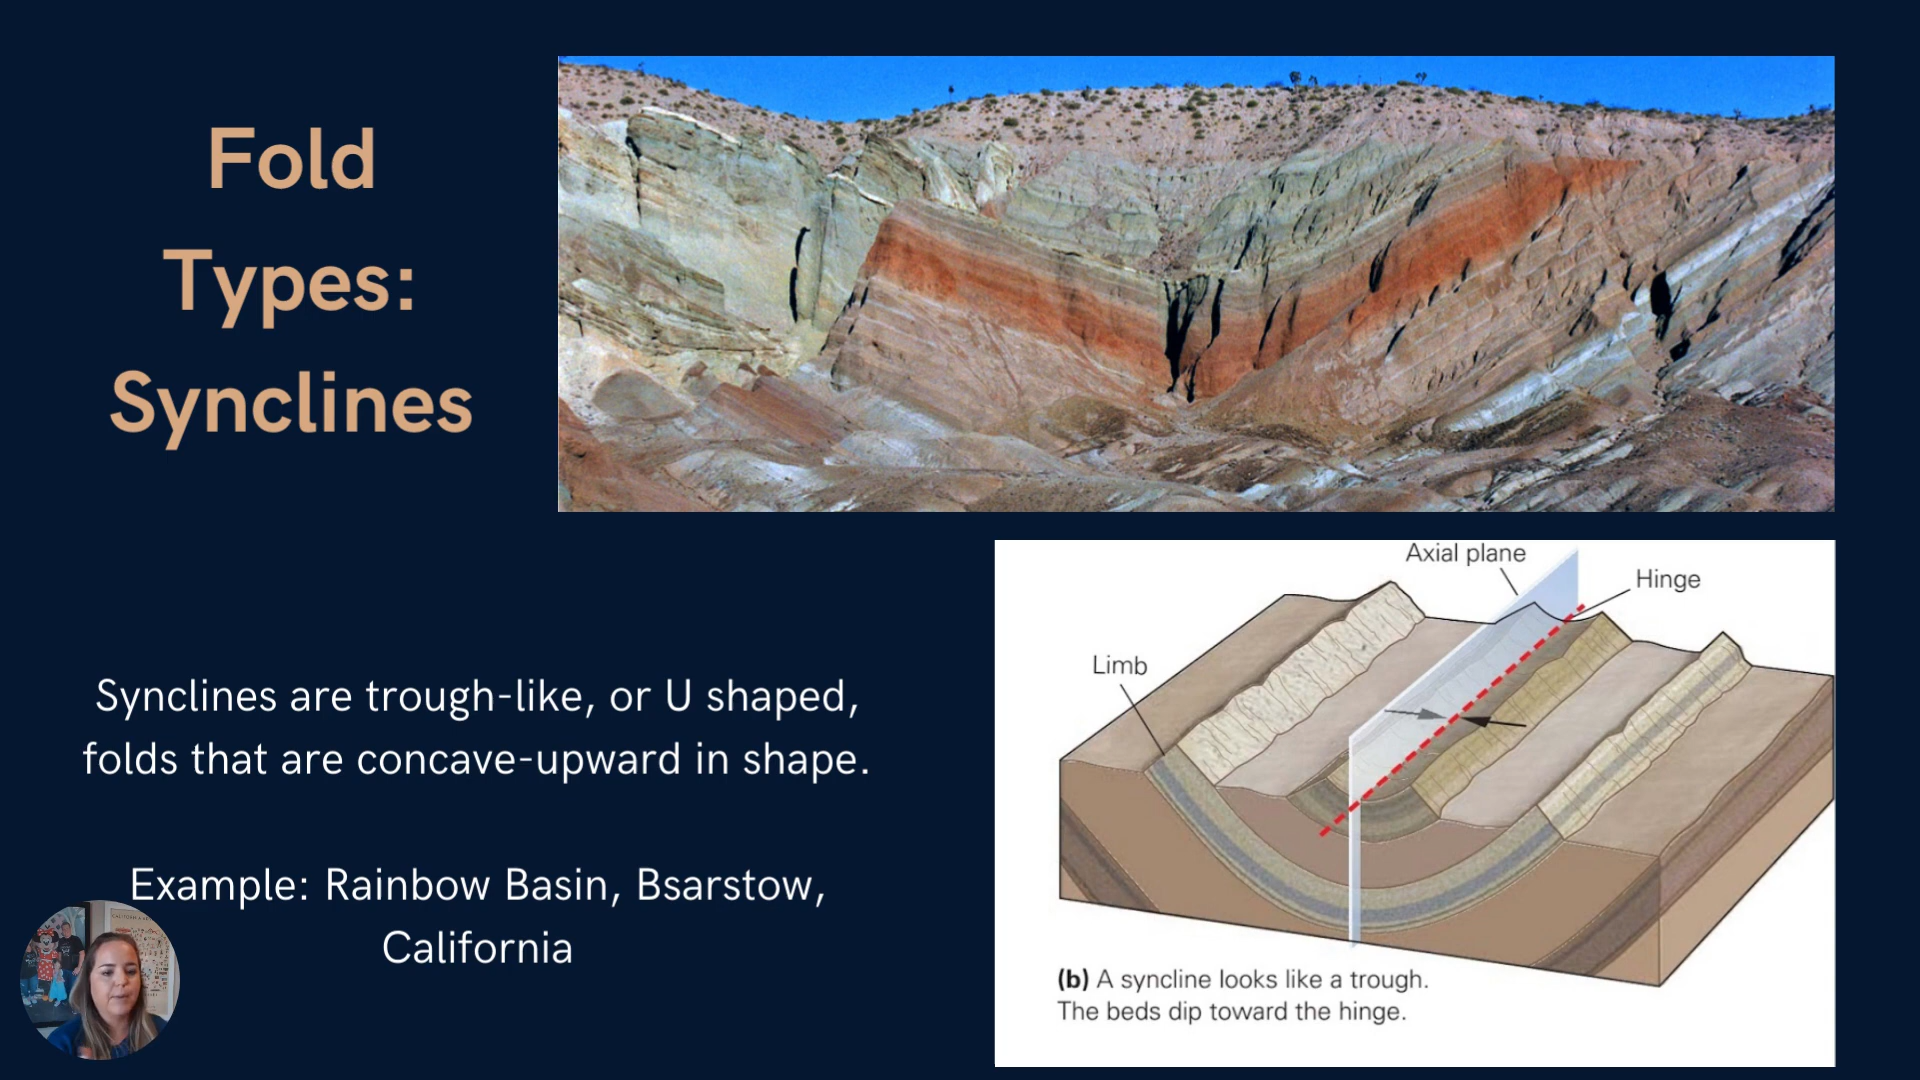 Fold
Types:
Synclines
Synclines are trough-like, or U shaped,
folds that are concave-upward in shape.
Example: Rainbow Basin, Bsarstow,
California
Axial plane
Hinge
Limb
(b) A syncline looks like a trough.
The beds dip toward the hinge.